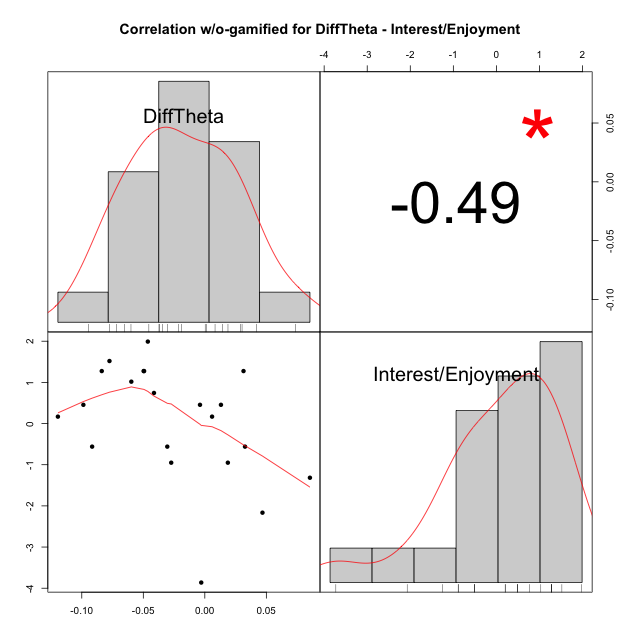 Correlation w/o-gamified for DiffTheta - Interest/Enjoyment
-4 -3 -2 -1 0 1 2
DiffTheta
*
-0.49
0.05
0.00
-0.05
-0.10
2
1
0
-1
-2
-3
-4
Interest/Enjoyment
-0.10 -0.05 0.00 0.05